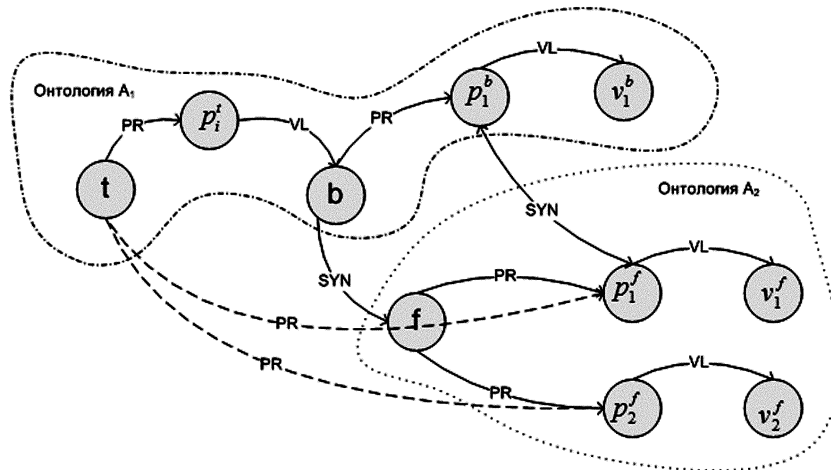 VL
p₁ᵇ
v₁ᵇ
Онтология A₁
PR
pᵢᵗ
VL
PR
t
b
Онтология A₂
SYN
VL
SYN
PR
p₁ᶠ
v₁ᶠ
PR
f
PR
VL
PR
p₂ᶠ
v₂ᶠ